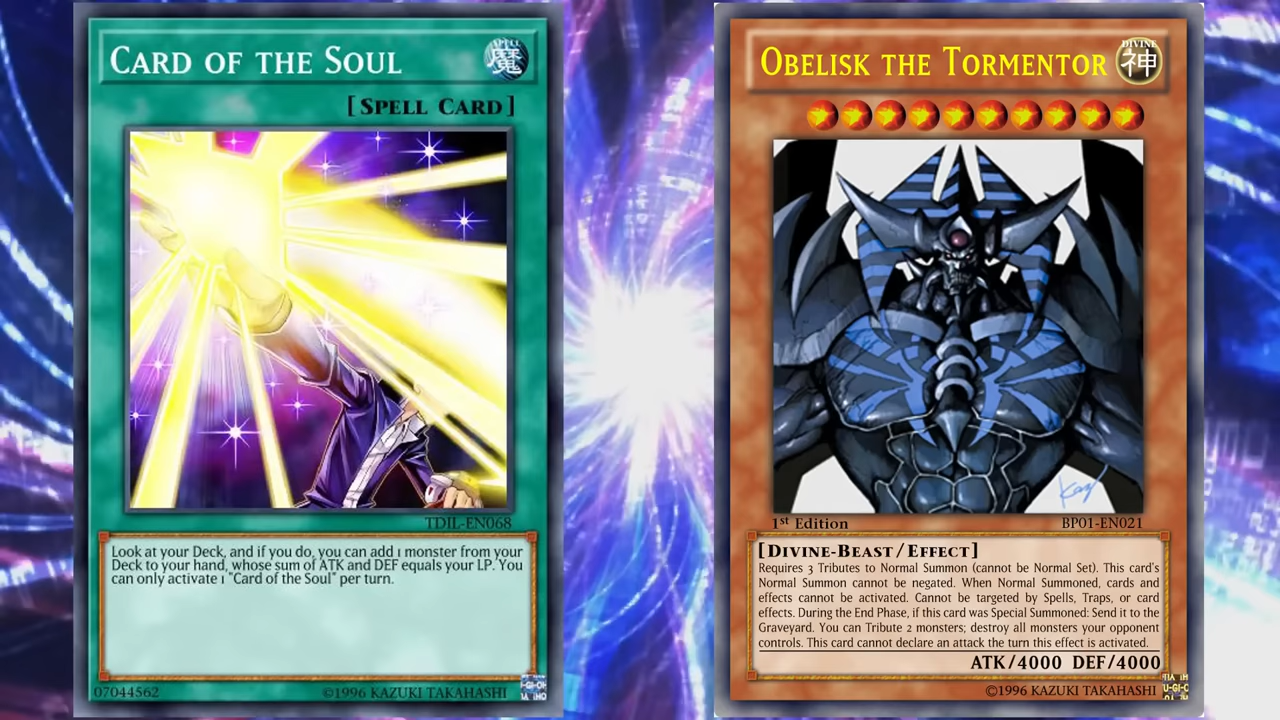 CARD OF THE SOUL
SPELL
魔
[SPELL CARD]
TDIL-EN068
Look at your Deck, and if you do, you can add 1 monster from your
Deck to your hand, whose sum of ATK and DEF equals your LP. You
can only activate 1 "Card of the Soul" per turn.
07044562
©1996 KAZUKI TAKAHASHI
OBELISK THE TORMENTOR
DIVINE
神
1st Edition
BP01-EN021
[DIVINE-BEAST/EFFECT]
Requires 3 Tributes to Normal Summon (cannot be Normal Set). This card's
Normal Summon cannot be negated. When Normal Summoned, cards and
effects cannot be activated. Cannot be targeted by Spells, Traps, or card
effects. During the End Phase, if this card was Special Summoned: Send it to the
Graveyard. You can Tribute 2 monsters; destroy all monsters your opponent
controls. This card cannot declare an attack the turn this effect is activated.
ATK/4000 DEF/4000
©1996 KAZUKI TAKAHASHI